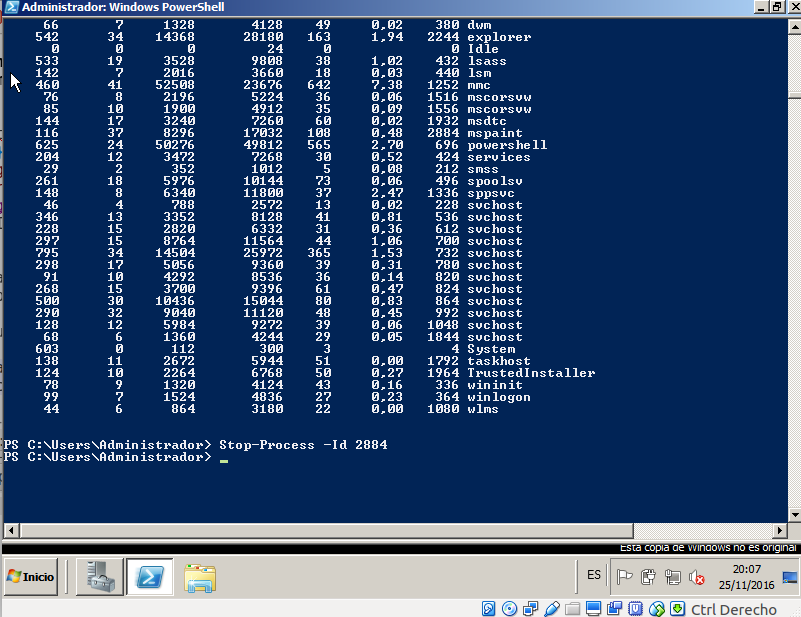 Administrador: Windows PowerShell
66 7 1328 4128 49 0,02 380 dwm
542 34 14368 28180 163 1,94 2244 explorer
0 0 0 24 0 0 Idle
533 19 3528 9808 38 1,02 432 lsass
142 7 2016 3660 18 0,03 440 lsm
460 41 52508 23676 642 7,38 1252 mmc
76 8 2196 5224 36 0,06 1516 mscorsvw
85 10 1900 4912 35 0,09 1556 mscorsvw
144 17 3240 7260 60 0,02 1932 msdtc
116 37 8296 17032 108 0,48 2884 mspaint
625 24 50276 49812 565 2,70 696 powershell
204 12 3472 7268 30 0,52 424 services
29 2 352 1012 5 0,08 212 smss
261 18 5976 10144 73 0,06 496 spoolsv
148 8 6340 11800 37 2,47 1336 sppsvc
46 4 788 2572 13 0,02 228 svchost
346 13 3352 8128 41 0,81 536 svchost
228 15 2820 6332 31 0,36 612 svchost
297 15 8764 11564 44 1,06 700 svchost
795 34 14504 25972 365 1,53 732 svchost
298 17 5056 9360 39 0,31 780 svchost
91 10 4292 8536 36 0,14 820 svchost
268 15 3700 9396 61 0,47 824 svchost
500 30 10436 15044 80 0,83 864 svchost
290 32 9040 11120 48 0,45 992 svchost
128 12 5984 9272 39 0,06 1048 svchost
68 6 1360 4244 29 0,05 1844 svchost
603 0 112 300 3 4 System
138 11 2672 5944 51 0,00 1792 taskhost
124 10 2264 6768 50 0,27 1964 TrustedInstaller
78 9 1320 4124 43 0,16 336 wininit
99 7 1524 4836 27 0,23 364 winlogon
44 6 864 3180 22 0,00 1080 wlms
PS C:\Users\Administrador> Stop-Process -Id 2884
PS C:\Users\Administrador> _
Esta copia de Windows no es original
Inicio
ES
20:07
25/11/2016
Ctrl Derecho